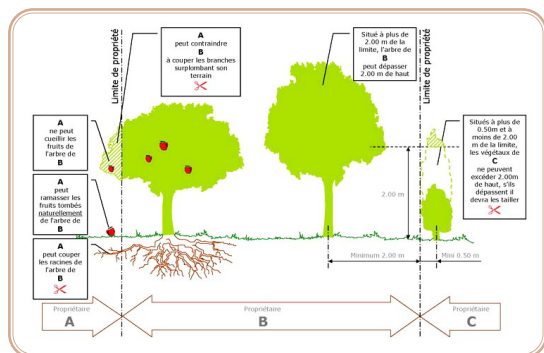 Limite de propriété
A
peut contraindre
B
à couper les branches
surplombant son
terrain
Situé à plus de
2.00 m de la
limite, l'arbre de
B
peut dépasser
2.00 m de haut
Limite de propriété
A
ne peut
cueillir les
fruits de
l'arbre de
B
Situés à plus de
0.50m et à
moins de 2.00
m de la limite,
les végétaux de
C
ne peuvent
excéder 2.00m
de haut, s'ils
dépassent il
devra les tailler
A
peut
ramasser les
fruits tombés
naturellement
de l'arbre de
B
2.00 m
A
peut couper
les racines de
l'arbre de
B
Minimum 2.00 m
Mini 0.50 m
Propriétaire
A
Propriétaire
B
Propriétaire
C